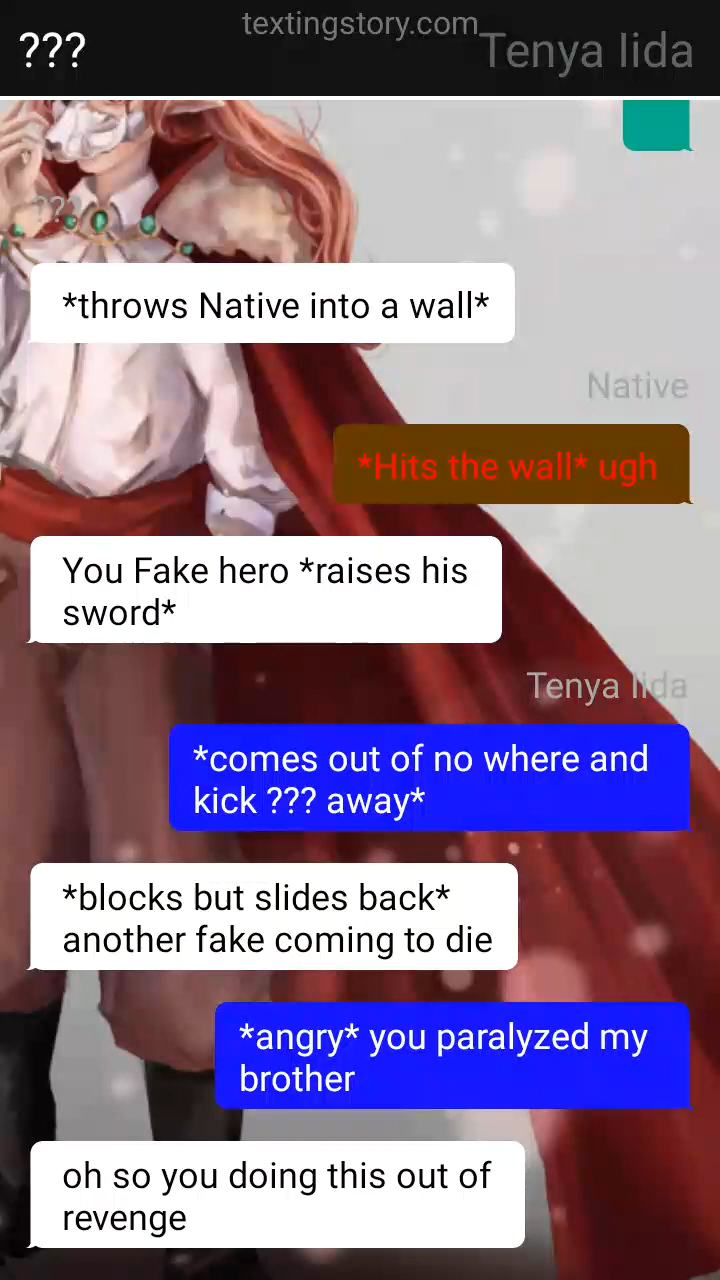 textingstory.com
???
Tenya Iida
???
*throws Native into a wall*
Native
*Hits the wall* ugh
You Fake hero *raises his
sword*
Tenya Iida
*comes out of no where and
kick ??? away*
*blocks but slides back*
another fake coming to die
*angry* you paralyzed my
brother
oh so you doing this out of
revenge